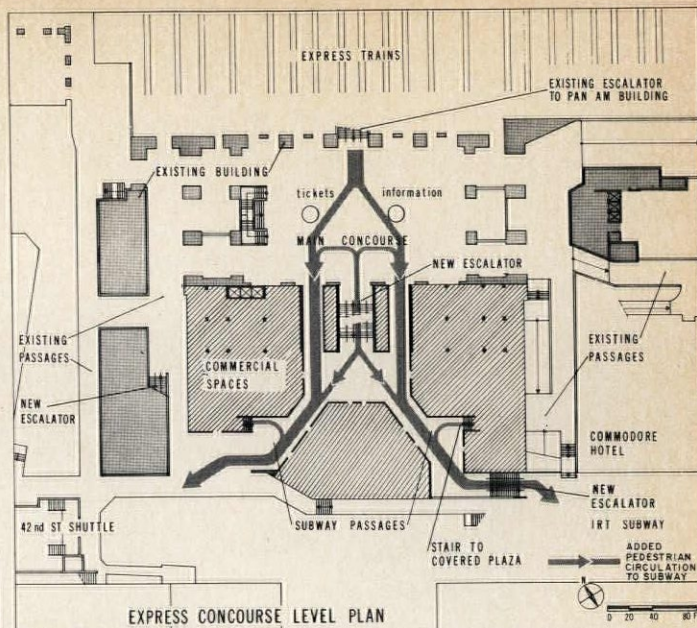 EXPRESS TRAINS
EXISTING ESCALATOR
TO PAN AM BUILDING
EXISTING BUILDING
tickets
information
MAIN CONCOURSE
NEW ESCALATOR
EXISTING
PASSAGES
COMMERCIAL
SPACES
EXISTING
PASSAGES
NEW
ESCALATOR
COMMODORE
HOTEL
NEW
ESCALATOR
42nd ST SHUTTLE
SUBWAY PASSAGES
IRT SUBWAY
STAIR TO
COVERED PLAZA
ADDED
PEDESTRIAN
CIRCULATION
TO SUBWAY
N
0 20 40 80 F
EXPRESS CONCOURSE LEVEL PLAN